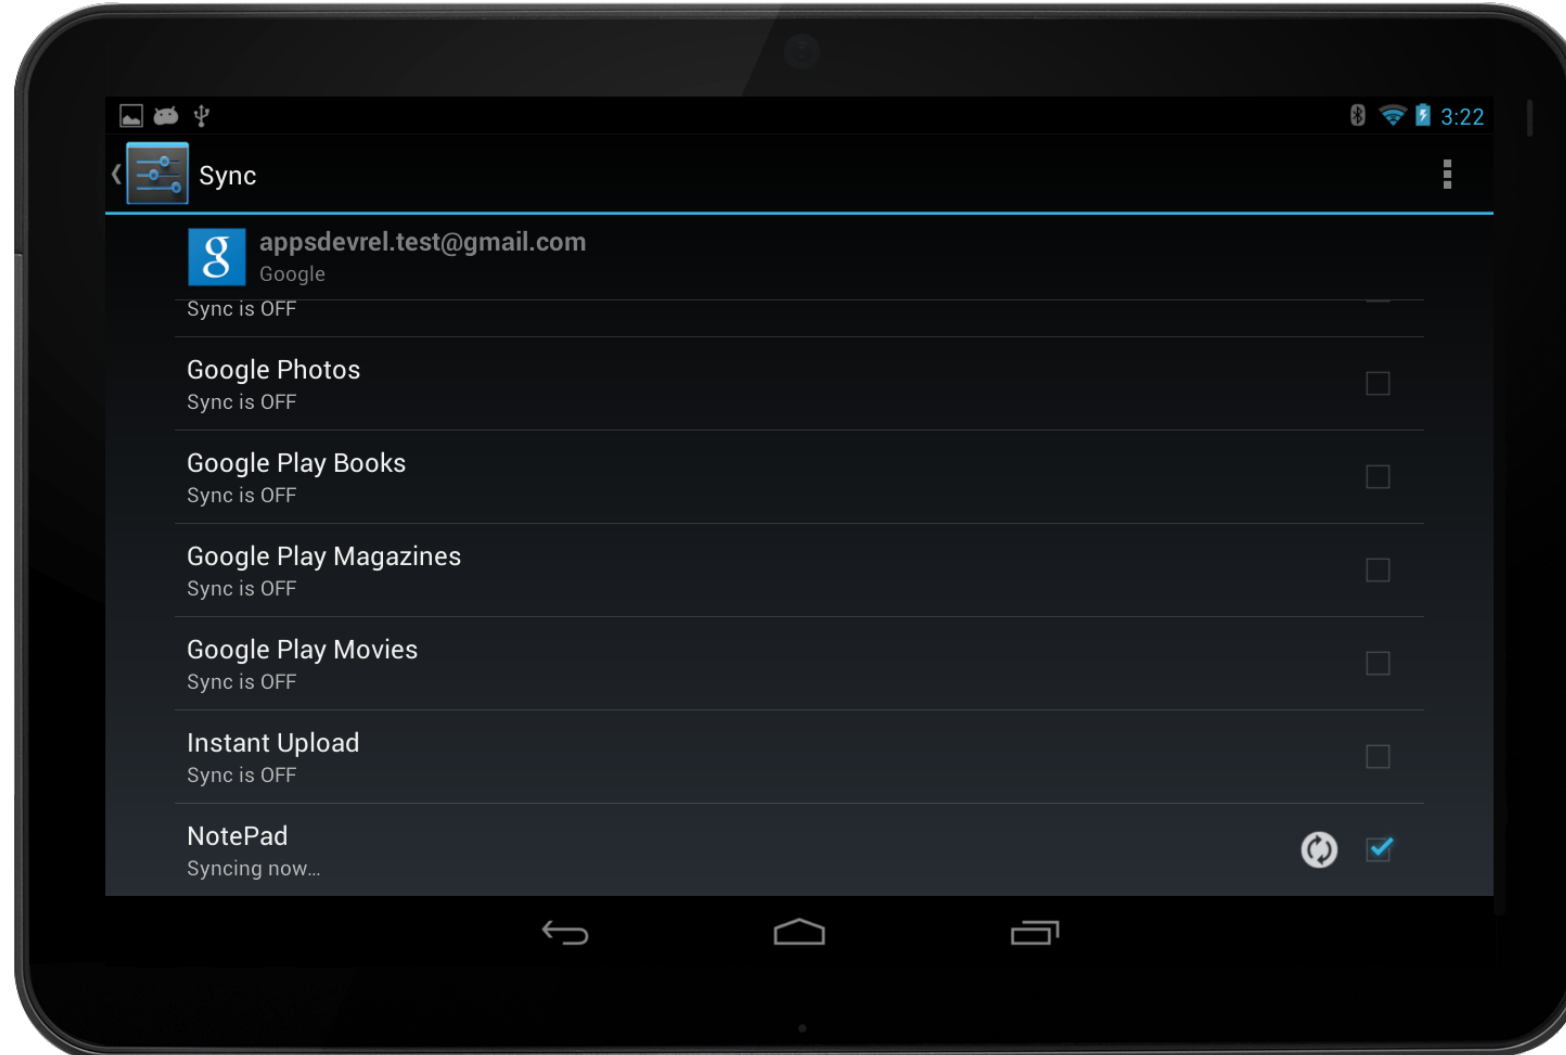 3:22
Sync
g
appsdevrel.test@gmail.com
Google
Sync is OFF
Google Photos
Sync is OFF
Google Play Books
Sync is OFF
Google Play Magazines
Sync is OFF
Google Play Movies
Sync is OFF
Instant Upload
Sync is OFF
NotePad
Syncing now...